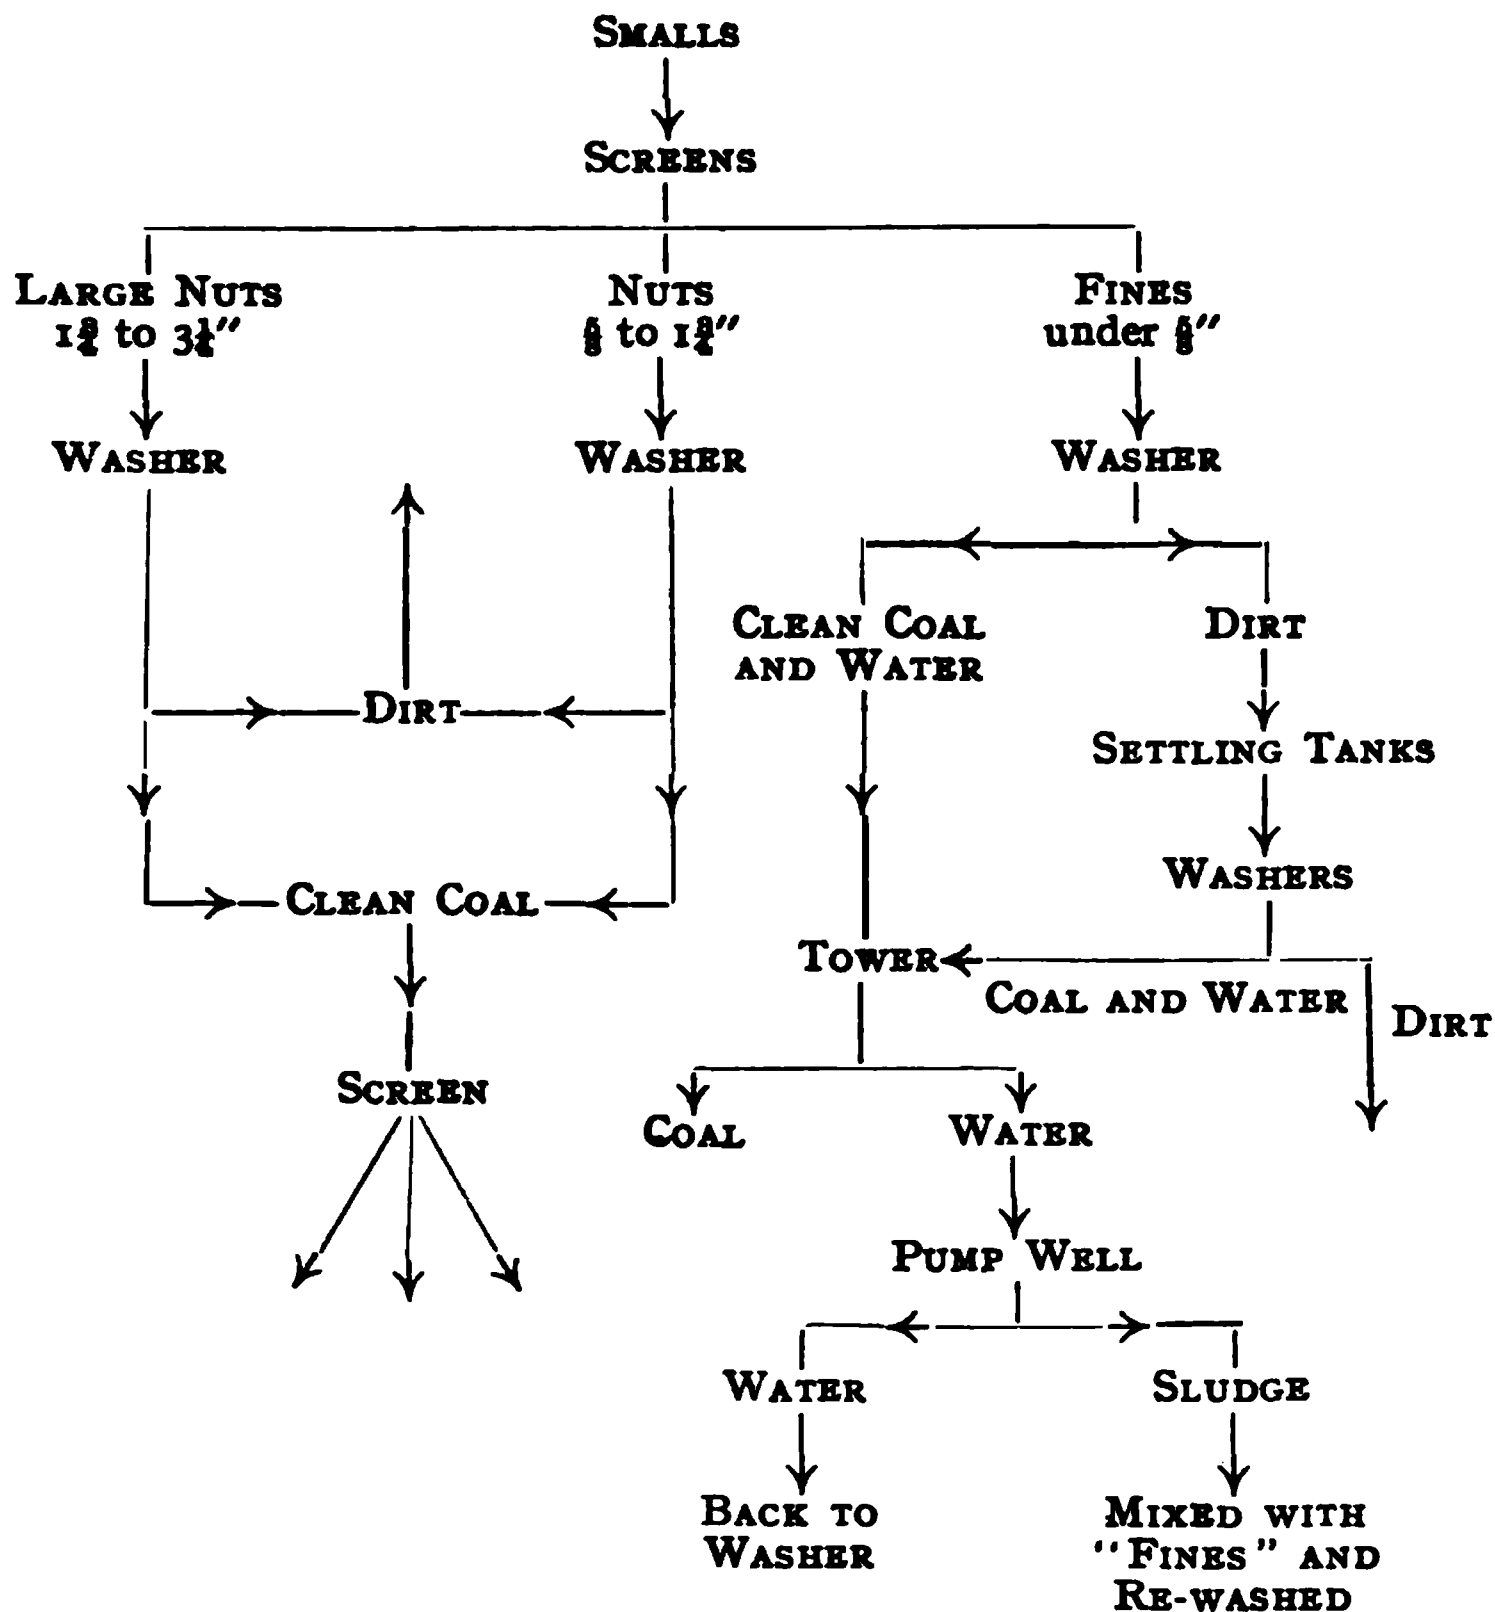 SMALLS
SCREENS
LARGE NUTS
1¾ to 3¼"
NUTS
⅝ to 1¾"
FINES
under ⅝"
WASHER
WASHER
WASHER
CLEAN COAL
AND WATER
DIRT
DIRT
SETTLING TANKS
WASHERS
CLEAN COAL
TOWER
COAL AND WATER
DIRT
SCREEN
COAL
WATER
PUMP WELL
WATER
SLUDGE
BACK TO
WASHER
MIXED WITH
"FINES" AND
RE-WASHED